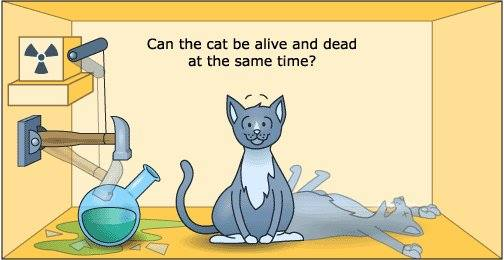 Can the cat be alive and dead
at the same time?